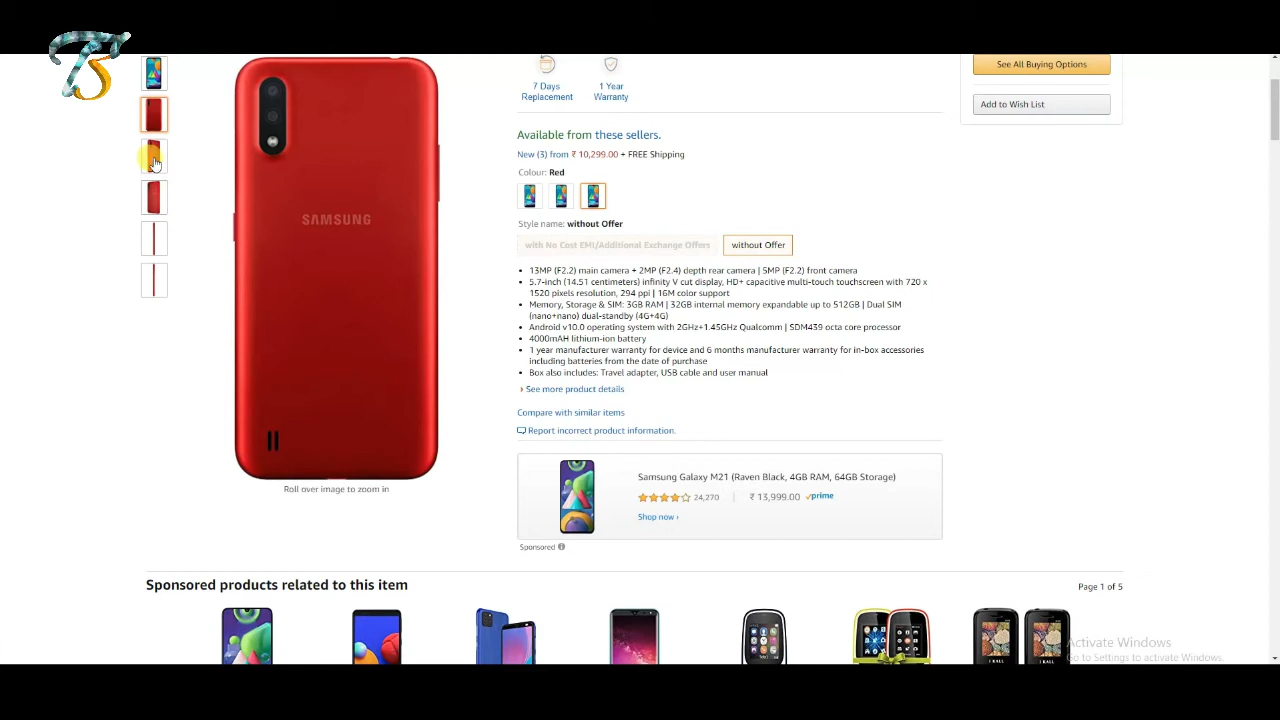 TS
See All Buying Options
7 Days
Replacement
1 Year
Warranty
Add to Wish List
SAMSUNG
Available from these sellers.
New (3) from ₹ 10,299.00 + FREE Shipping
Colour: Red
Style name: without Offer
with No Cost EMI/Additional Exchange Offers
without Offer
• 13MP (F2.2) main camera + 2MP (F2.4) depth rear camera | 5MP (F2.2) front camera
• 5.7-inch (14.51 centimeters) infinity V cut display, HD+ capacitive multi-touch touchscreen with 720 x
1520 pixels resolution, 294 ppi | 16M color support
• Memory, Storage & SIM: 3GB RAM | 32GB internal memory expandable up to 512GB | Dual SIM
(nano+nano) dual-standby (4G+4G)
• Android v10.0 operating system with 2GHz+1.45GHz Qualcomm | SDM439 octa core processor
• 4000mAH lithium-ion battery
• 1 year manufacturer warranty for device and 6 months manufacturer warranty for in-box accessories
including batteries from the date of purchase
• Box also includes: Travel adapter, USB cable and user manual
› See more product details
Compare with similar items
Report incorrect product information.
Roll over image to zoom in
Samsung Galaxy M21 (Raven Black, 4GB RAM, 64GB Storage)
24,270 | ₹ 13,999.00 prime
Shop now ›
Sponsored
Sponsored products related to this item
Page 1 of 5
Activate Windows
Go to Settings to activate Windows.